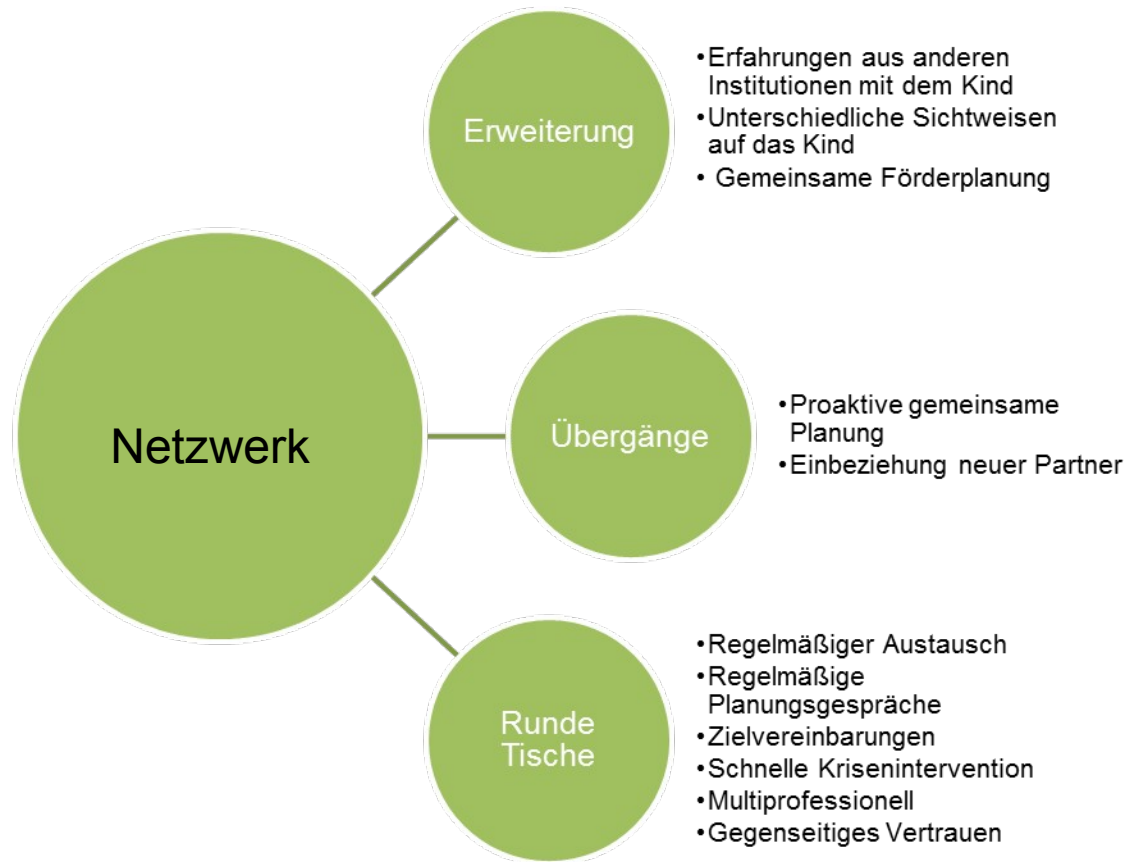 Netzwerk
Erweiterung
•Erfahrungen aus anderen
Institutionen mit dem Kind
•Unterschiedliche Sichtweisen
auf das Kind
• Gemeinsame Förderplanung
Übergänge
•Proaktive gemeinsame
Planung
•Einbeziehung neuer Partner
Runde
Tische
•Regelmäßiger Austausch
•Regelmäßige
Planungsgespräche
•Zielvereinbarungen
•Schnelle Krisenintervention
•Multiprofessionell
•Gegenseitiges Vertrauen